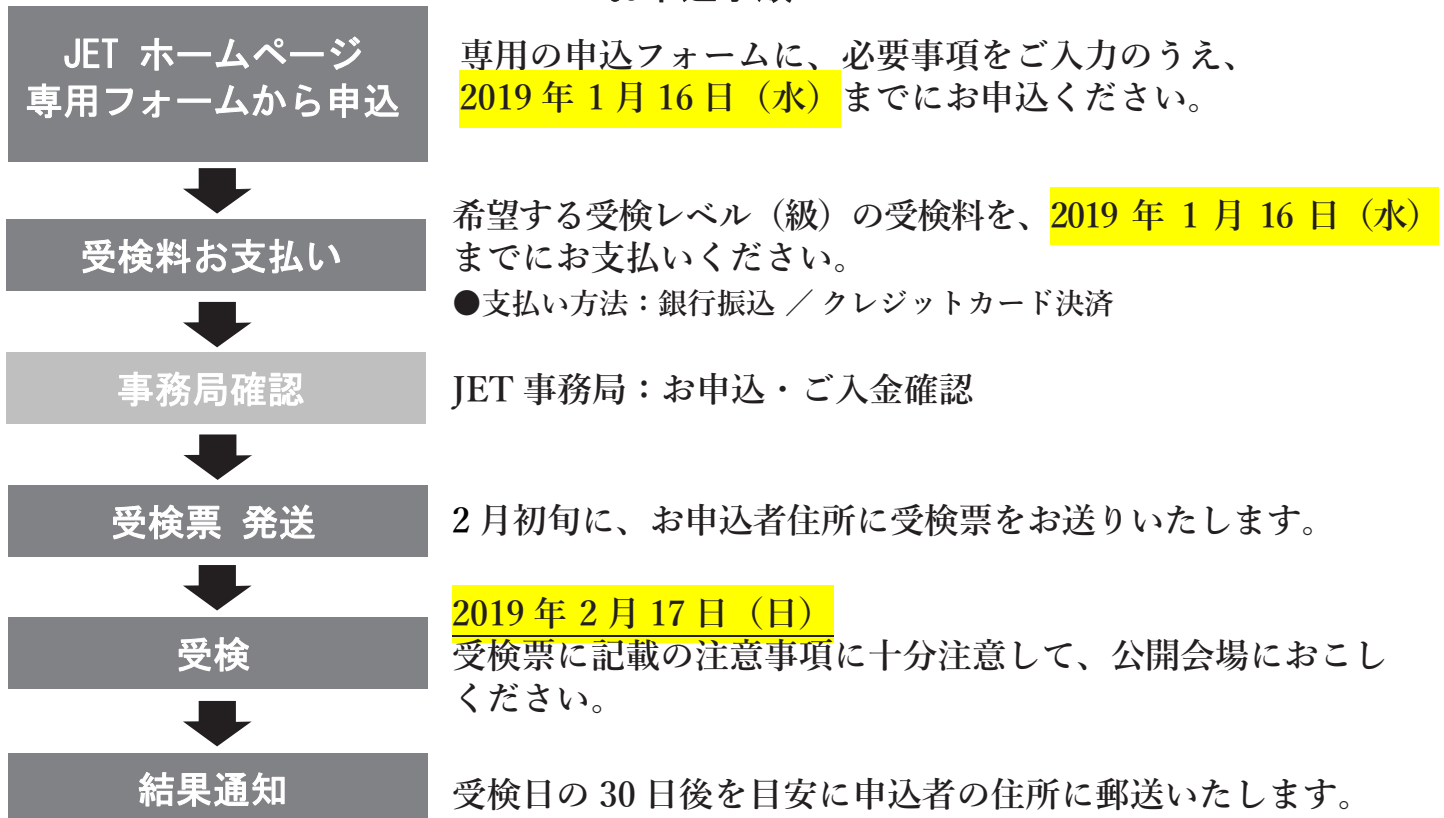 JET ホームページ
専用フォームから申込
専用の申込フォームに、必要事項をご入力のうえ、
2019 年 1 月 16 日（水）までにお申込ください。
受検料お支払い
希望する受検レベル（級）の受検料を、2019 年 1 月 16 日（水）
までにお支払いください。
●支払い方法：銀行振込 ／ クレジットカード決済
事務局確認
JET 事務局：お申込・ご入金確認
受検票 発送
2 月初旬に、お申込者住所に受検票をお送りいたします。
受検
2019 年 2 月 17 日（日）
受検票に記載の注意事項に十分注意して、公開会場におこし
ください。
結果通知
受検日の 30 日後を目安に申込者の住所に郵送いたします。